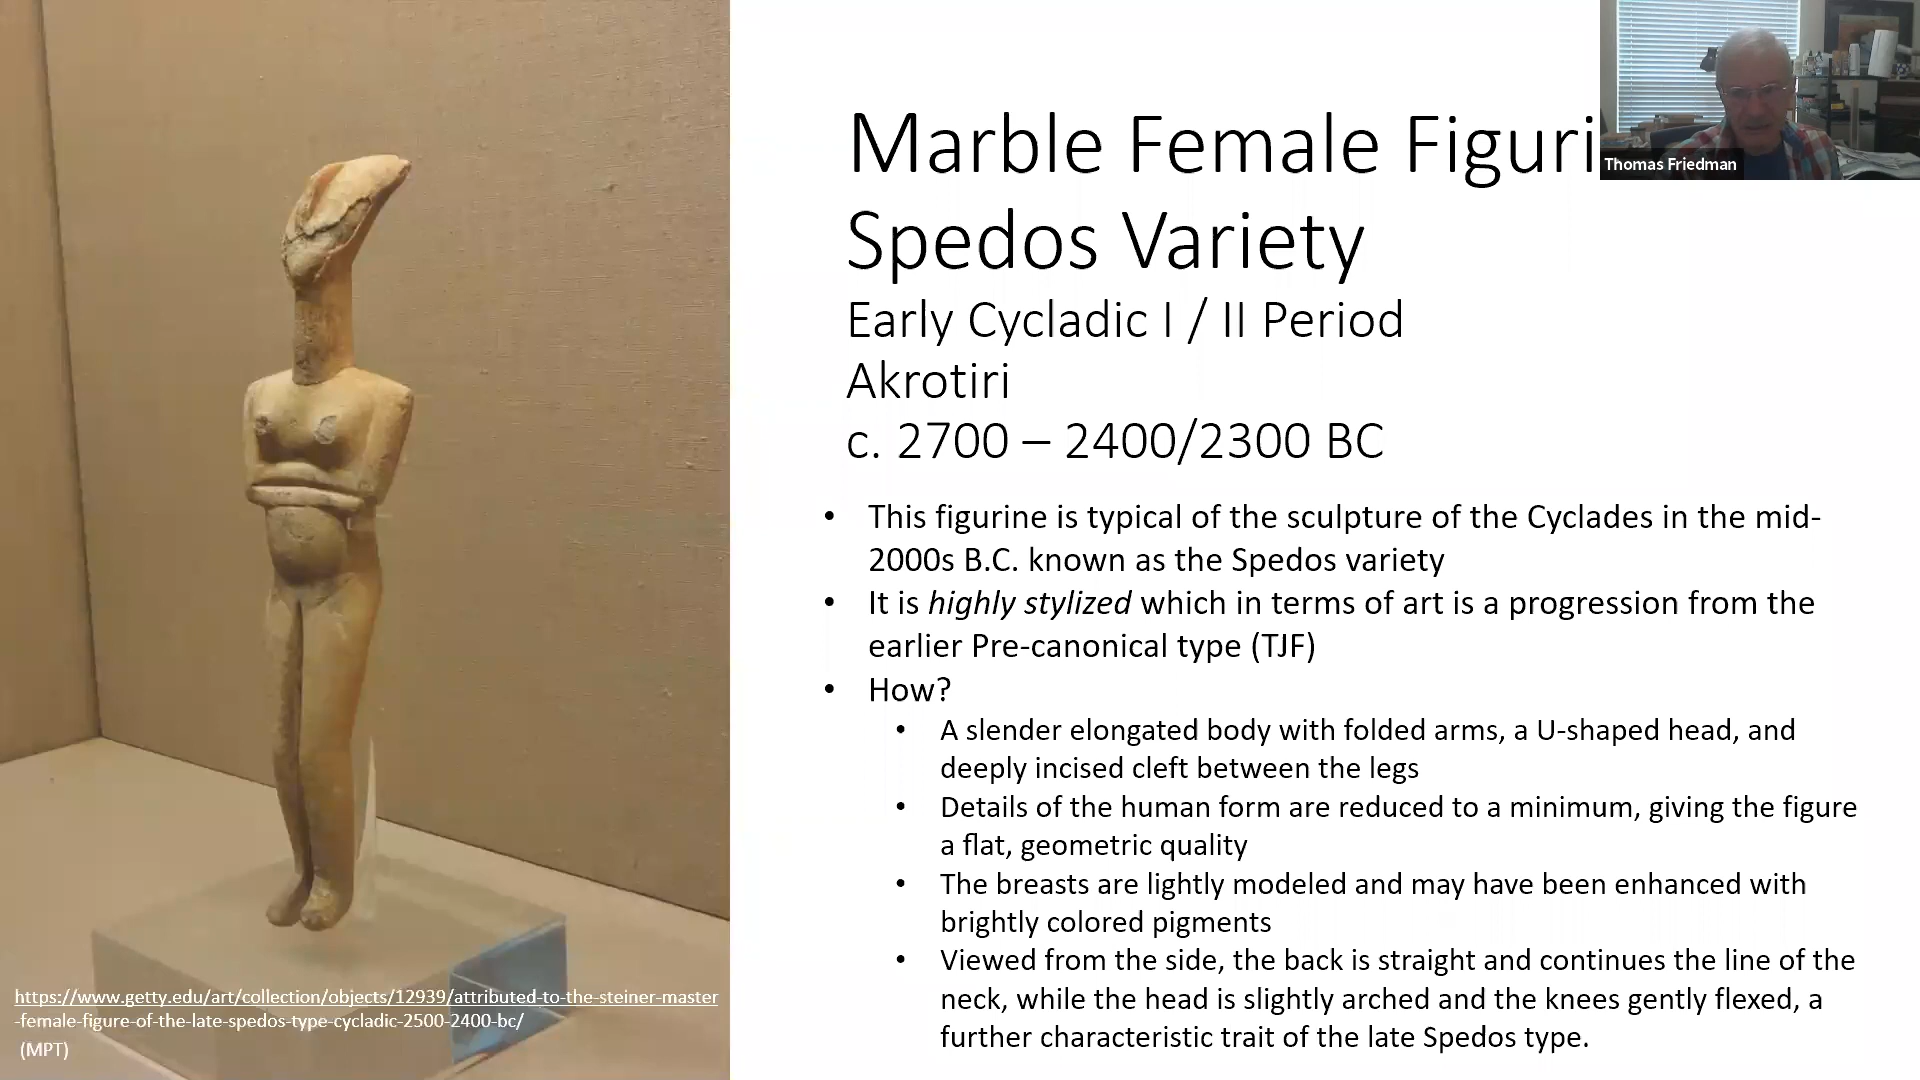 Marble Female Figuri
Spedos Variety
Early Cycladic I / II Period
Akrotiri
c. 2700 – 2400/2300 BC
• This figurine is typical of the sculpture of the Cyclades in the mid-
2000s B.C. known as the Spedos variety
• It is highly stylized which in terms of art is a progression from the
earlier Pre-canonical type (TJF)
• How?
• A slender elongated body with folded arms, a U-shaped head, and
deeply incised cleft between the legs
• Details of the human form are reduced to a minimum, giving the figure
a flat, geometric quality
• The breasts are lightly modeled and may have been enhanced with
brightly colored pigments
• Viewed from the side, the back is straight and continues the line of the
neck, while the head is slightly arched and the knees gently flexed, a
further characteristic trait of the late Spedos type.
https://www.getty.edu/art/collection/objects/12939/attributed-to-the-steiner-master
-female-figure-of-the-late-spedos-type-cycladic-2500-2400-bc/
(MPT)
Thomas Friedman